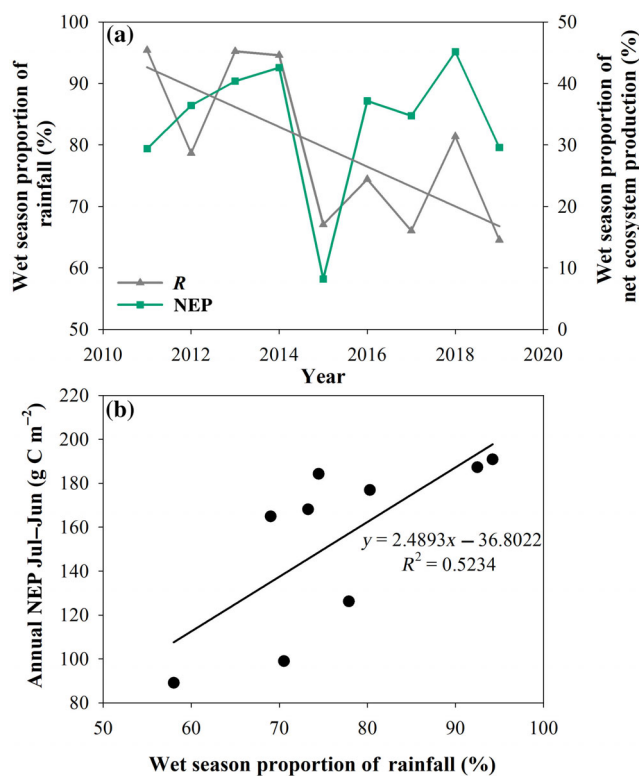 (a)
Wet season proportion of
rainfall (%)
100
90
80
70
60
50
Wet season proportion of
net ecosystem production (%)
50
40
30
20
10
0
R
NEP
2010 2012 2014 2016 2018 2020
Year
(b)
Annual NEP Jul–Jun (g C m⁻²)
220
200
180
160
140
120
100
80
y = 2.4893x − 36.8022
R² = 0.5234
50 60 70 80 90 100
Wet season proportion of rainfall (%)